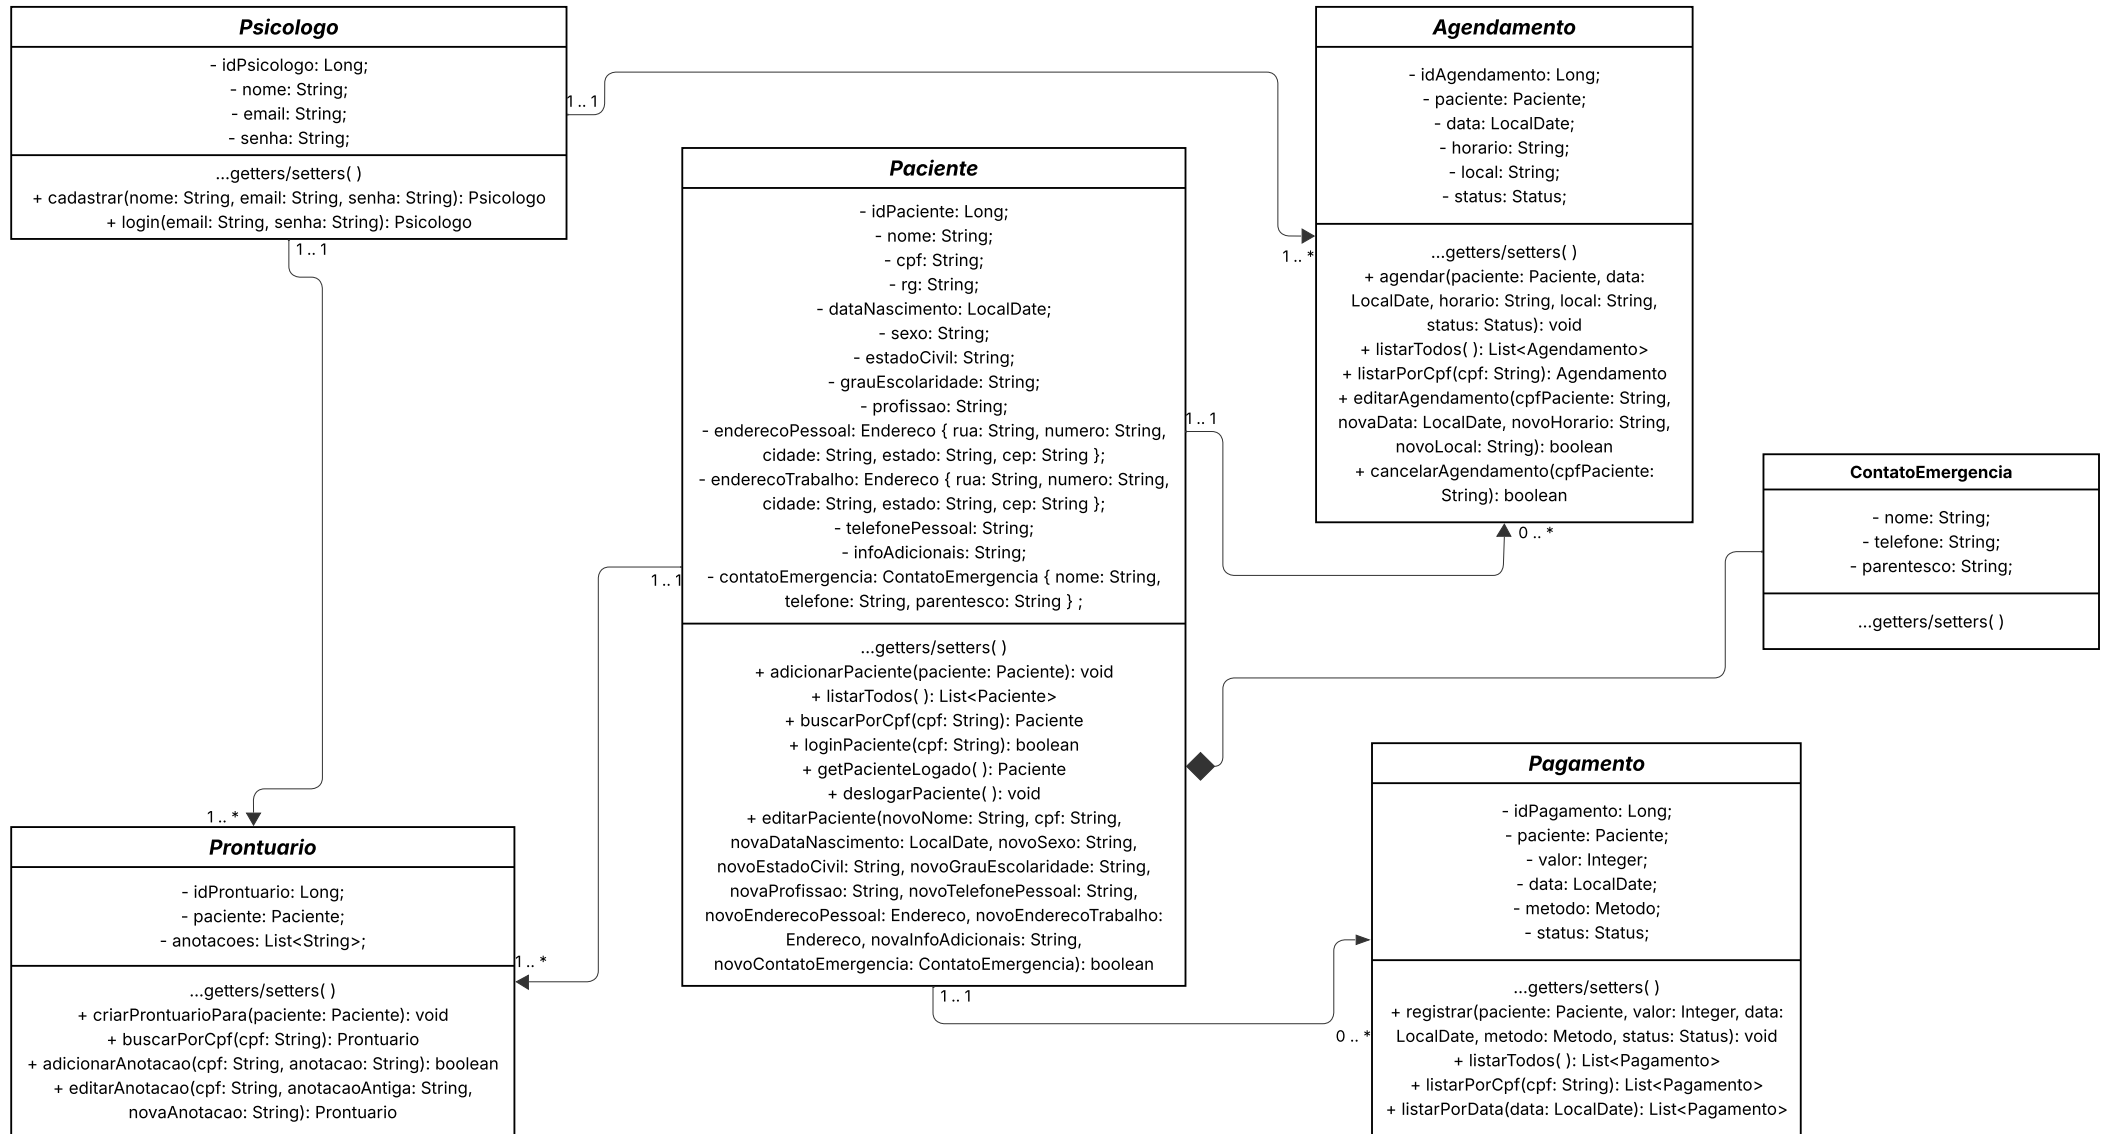 Psicologo
- idPsicologo: Long;
- nome: String;
- email: String;
- senha: String;
...getters/setters( )
+ cadastrar(nome: String, email: String, senha: String): Psicologo
+ login(email: String, senha: String): Psicologo
1 .. 1
1 .. 1
Agendamento
- idAgendamento: Long;
- paciente: Paciente;
- data: LocalDate;
- horario: String;
- local: String;
- status: Status;
...getters/setters( )
+ agendar(paciente: Paciente, data:
LocalDate, horario: String, local: String,
status: Status): void
+ listarTodos( ): List<Agendamento>
+ listarPorCpf(cpf: String): Agendamento
+ editarAgendamento(cpfPaciente: String,
novaData: LocalDate, novoHorario: String,
novoLocal: String): boolean
+ cancelarAgendamento(cpfPaciente:
String): boolean
1 .. *
0 .. *
Paciente
- idPaciente: Long;
- nome: String;
- cpf: String;
- rg: String;
- dataNascimento: LocalDate;
- sexo: String;
- estadoCivil: String;
- grauEscolaridade: String;
- profissao: String;
- enderecoPessoal: Endereco { rua: String, numero: String,
cidade: String, estado: String, cep: String };
- enderecoTrabalho: Endereco { rua: String, numero: String,
cidade: String, estado: String, cep: String };
- telefonePessoal: String;
- infoAdicionais: String;
- contatoEmergencia: ContatoEmergencia { nome: String,
telefone: String, parentesco: String } ;
...getters/setters( )
+ adicionarPaciente(paciente: Paciente): void
+ listarTodos( ): List<Paciente>
+ buscarPorCpf(cpf: String): Paciente
+ loginPaciente(cpf: String): boolean
+ getPacienteLogado( ): Paciente
+ deslogarPaciente( ): void
+ editarPaciente(novoNome: String, cpf: String,
novaDataNascimento: LocalDate, novoSexo: String,
novoEstadoCivil: String, novoGrauEscolaridade: String,
novaProfissao: String, novoTelefonePessoal: String,
novoEnderecoPessoal: Endereco, novoEnderecoTrabalho:
Endereco, novaInfoAdicionais: String,
novoContatoEmergencia: ContatoEmergencia): boolean
1 .. 1
1 .. 1
1 .. 1
ContatoEmergencia
- nome: String;
- telefone: String;
- parentesco: String;
...getters/setters( )
1 .. *
Prontuario
- idProntuario: Long;
- paciente: Paciente;
- anotacoes: List<String>;
...getters/setters( )
+ criarProntuarioPara(paciente: Paciente): void
+ buscarPorCpf(cpf: String): Prontuario
+ adicionarAnotacao(cpf: String, anotacao: String): boolean
+ editarAnotacao(cpf: String, anotacaoAntiga: String,
novaAnotacao: String): Prontuario
1 .. *
Pagamento
- idPagamento: Long;
- paciente: Paciente;
- valor: Integer;
- data: LocalDate;
- metodo: Metodo;
- status: Status;
...getters/setters( )
+ registrar(paciente: Paciente, valor: Integer, data:
LocalDate, metodo: Metodo, status: Status): void
+ listarTodos( ): List<Pagamento>
+ listarPorCpf(cpf: String): List<Pagamento>
+ listarPorData(data: LocalDate): List<Pagamento>
0 .. *